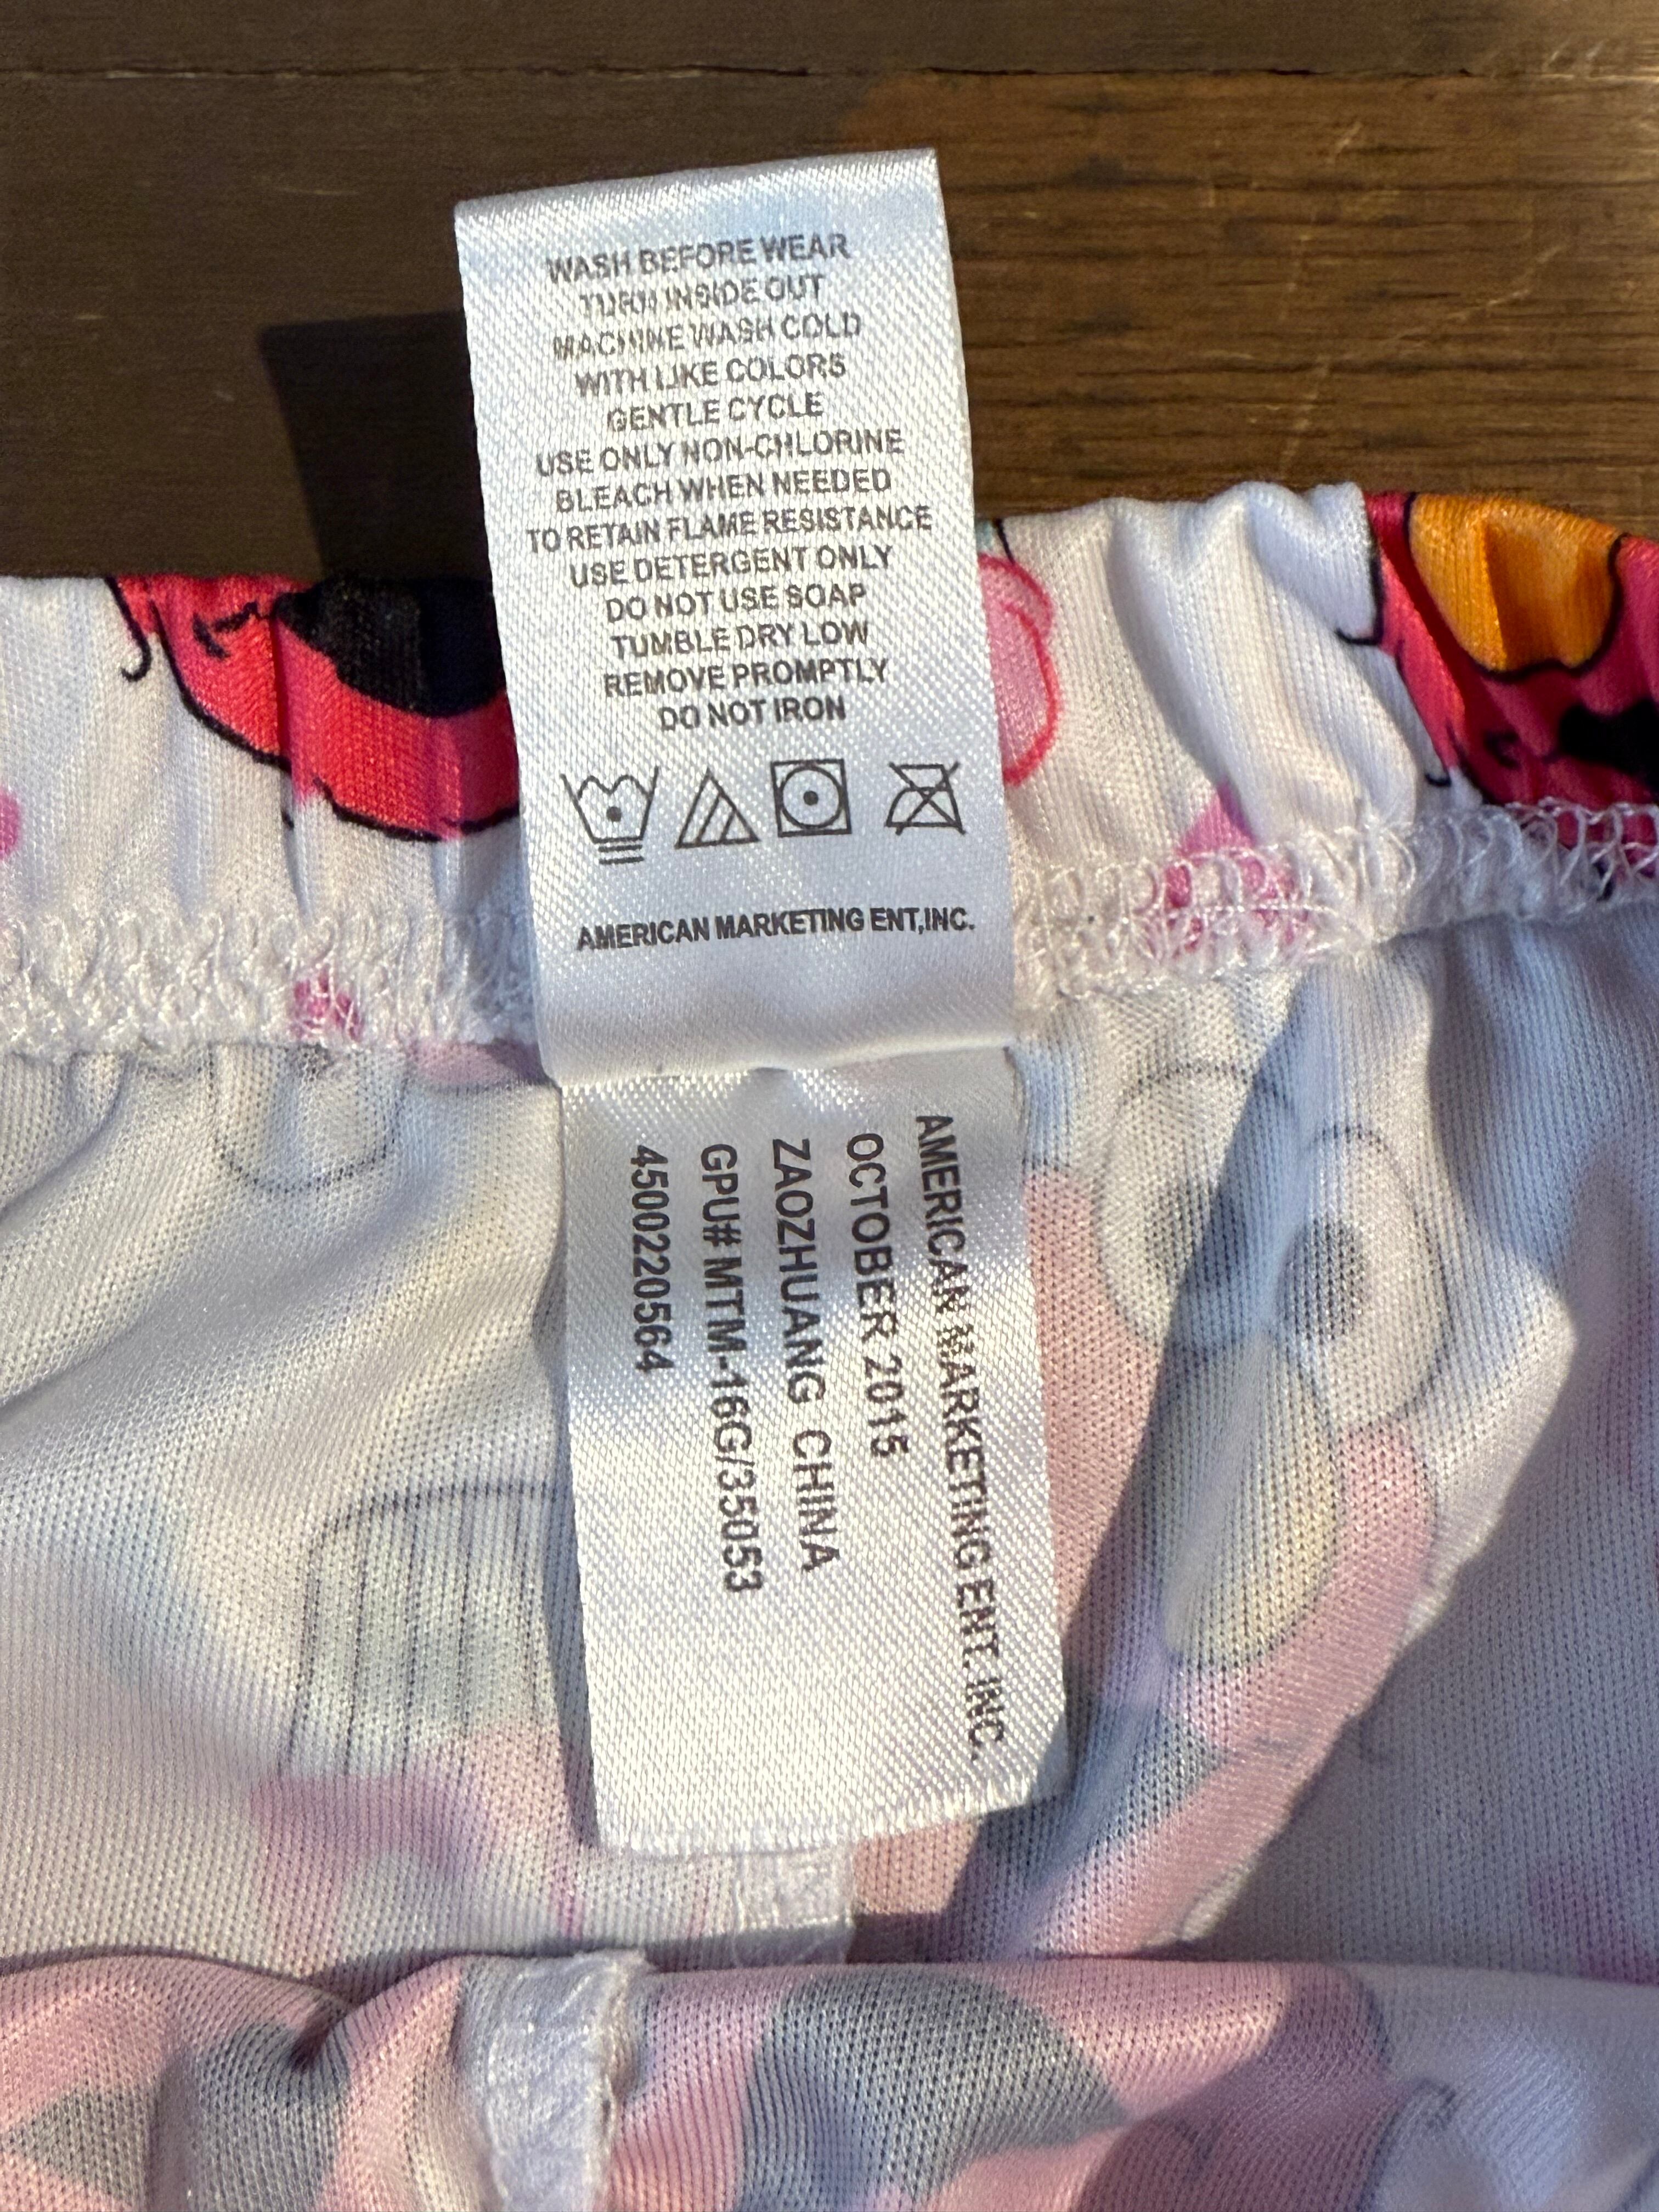 WASH BEFORE WEAR
TURN INSIDE OUT
MACHINE WASH COLD
WITH LIKE COLORS
GENTLE CYCLE
USE ONLY NON-CHLORINE
BLEACH WHEN NEEDED
TO RETAIN FLAME RESISTANCE
USE DETERGENT ONLY
DO NOT USE SOAP
TUMBLE DRY LOW
REMOVE PROMPTLY
DO NOT IRON
AMERICAN MARKETING ENT,INC.
AMERICAN MARKETING ENT. INC.
OCTOBER 2015
ZAOZHUANG CHINA
GPU# MTM-16G/35053
4500220564